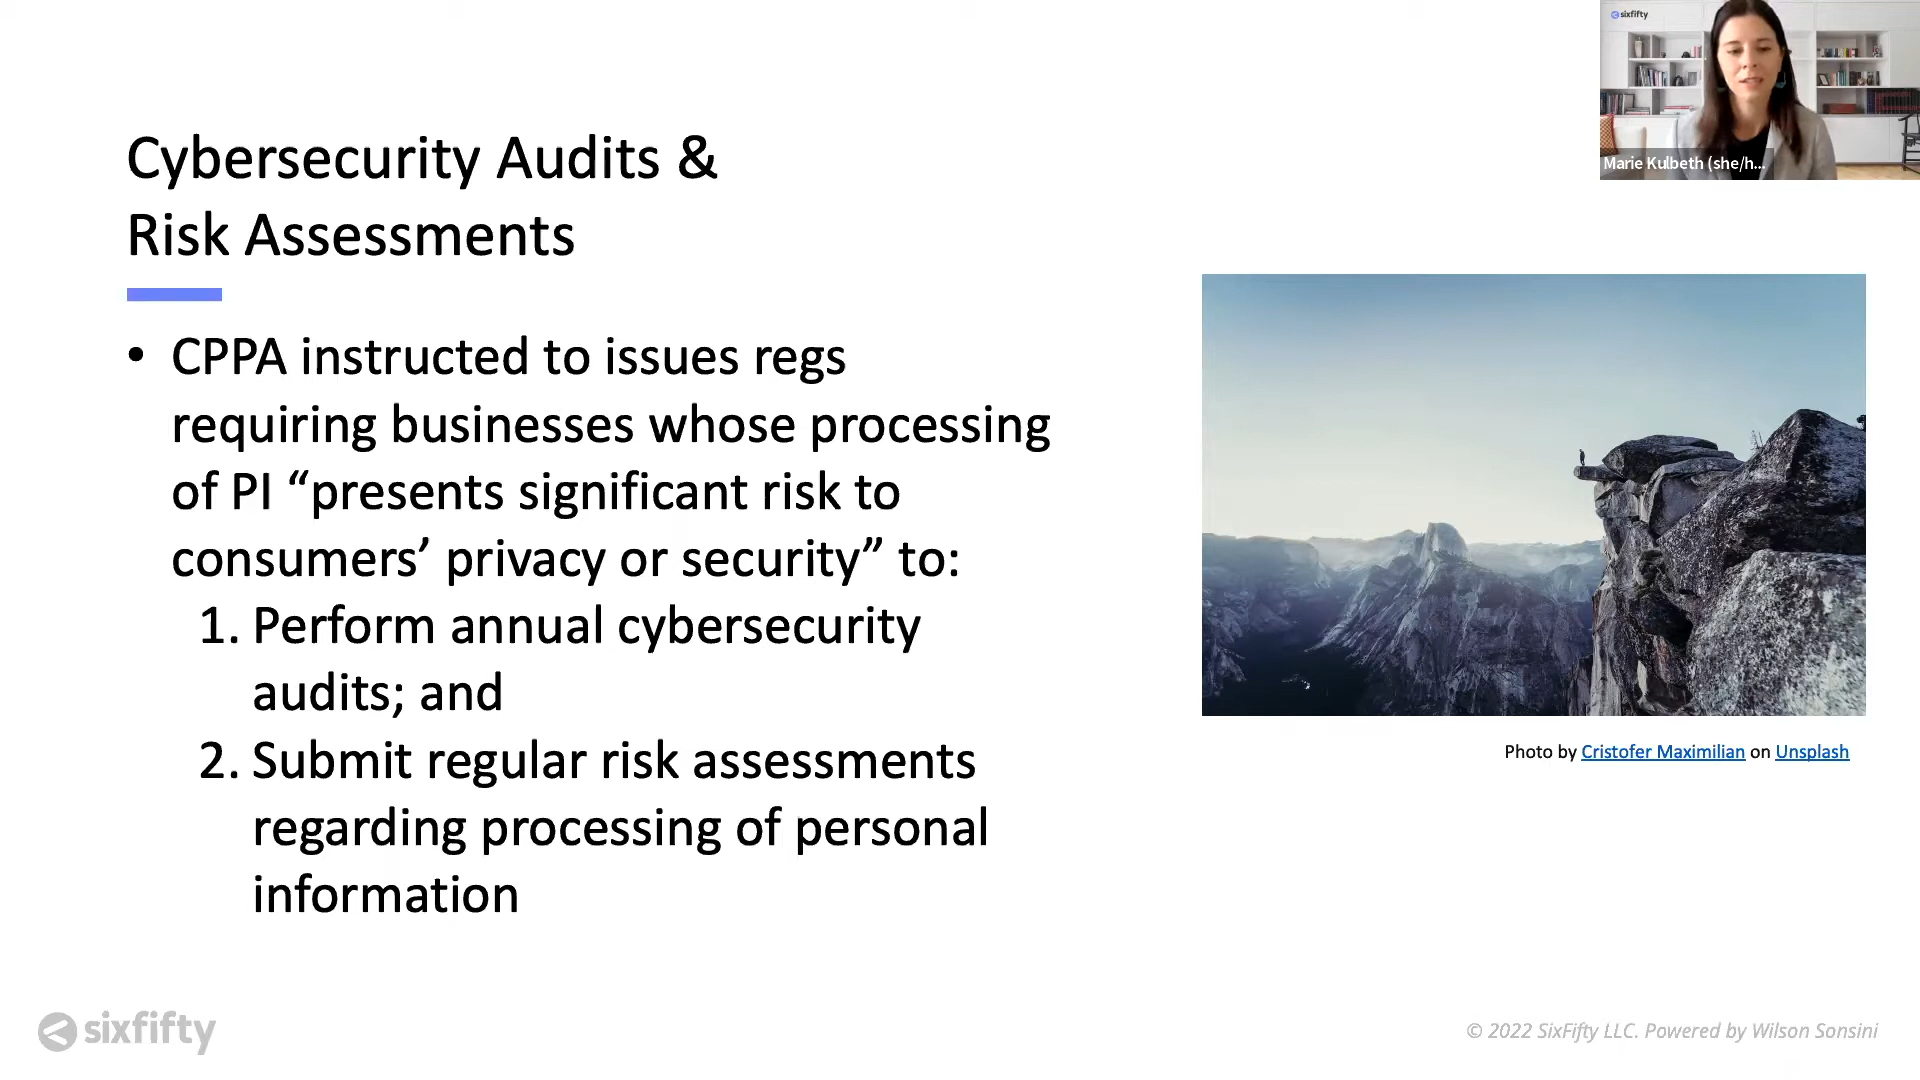 sixfifty
Marie Kulbeth (she/h...
Cybersecurity Audits &
Risk Assessments
• CPPA instructed to issues regs
requiring businesses whose processing
of PI “presents significant risk to
consumers’ privacy or security” to:
1. Perform annual cybersecurity
audits; and
2. Submit regular risk assessments
regarding processing of personal
information
Photo by Cristofer Maximilian on Unsplash
sixfifty
© 2022 SixFifty LLC. Powered by Wilson Sonsini